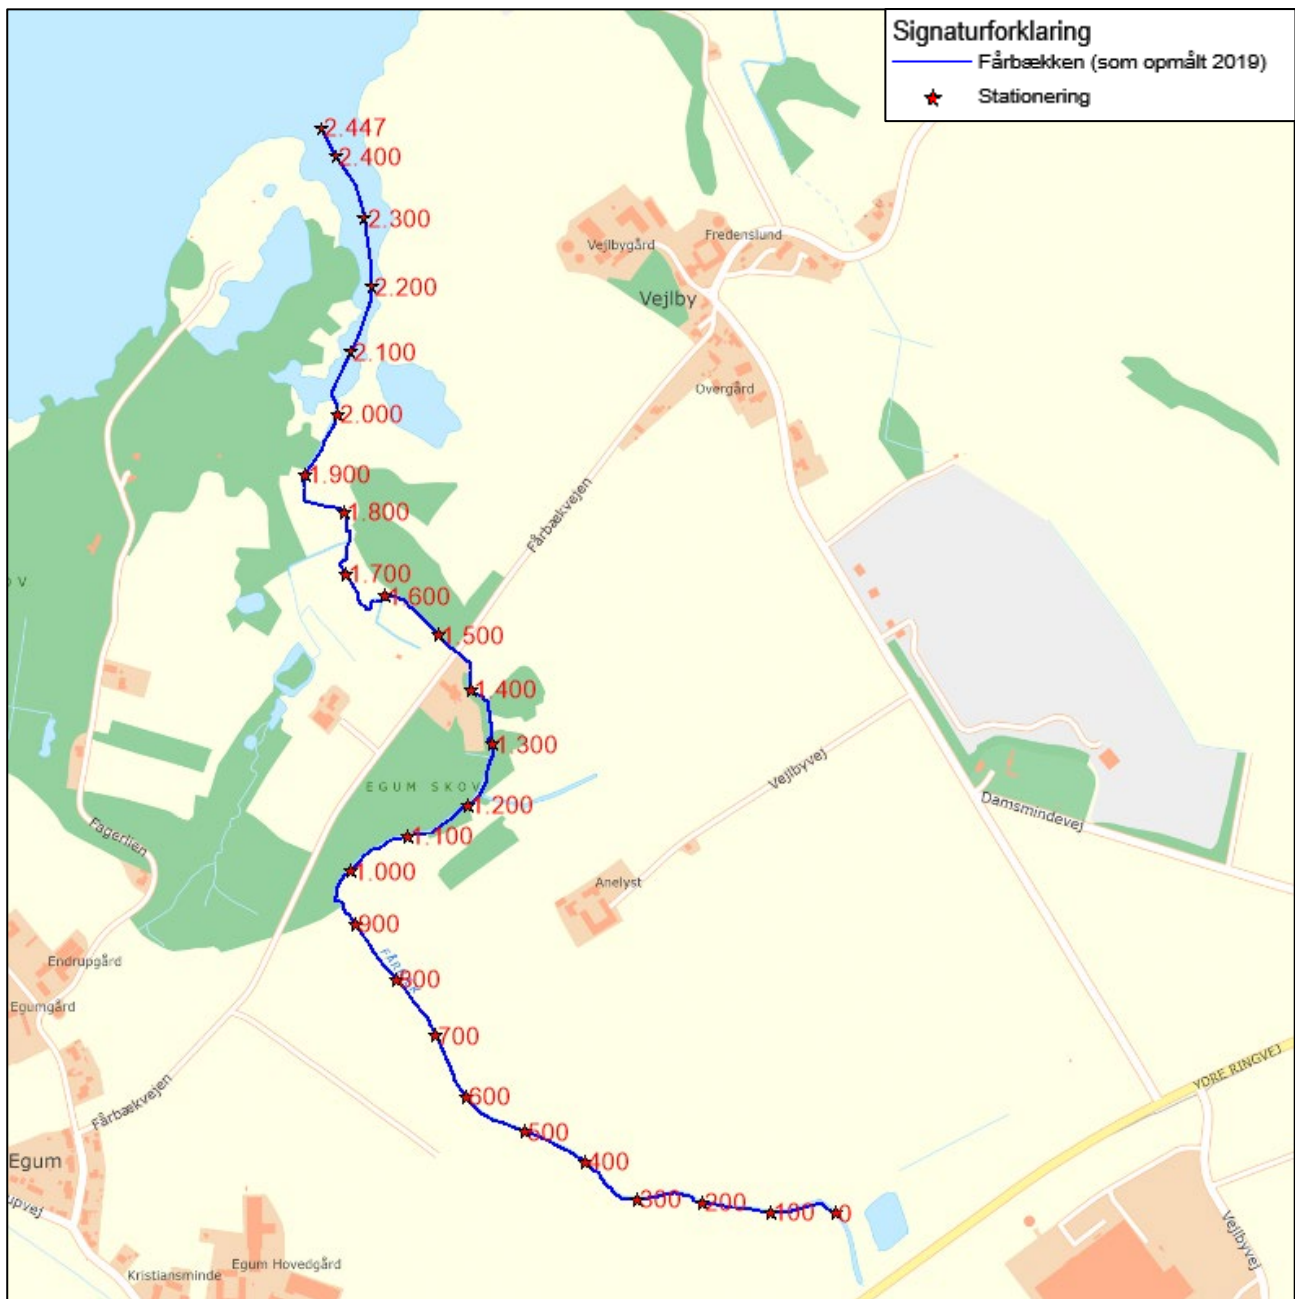 Signaturforklaring
Fårbækken (som opmålt 2019)
Stationering
2.447
2.400
2.300
2.200
2.100
2.000
1.900
1.800
1.700
1.600
1.500
1.400
1.300
1.200
1.100
1.000
900
800
700
600
500
400
300
200
100
0
Fredenslund
Vejlbygård
Vejlby
Overgård
Fårbækvejen
EGUM SKOV
Vejlbyvej
Damsmindevej
Fagerlien
Anelyst
Endrupgård
Egumgård
Fårbækvejen
YDRE RINGVEJ
Egum
upvej
Egum Hovedgård
Kristiansminde
Vejlbyvej